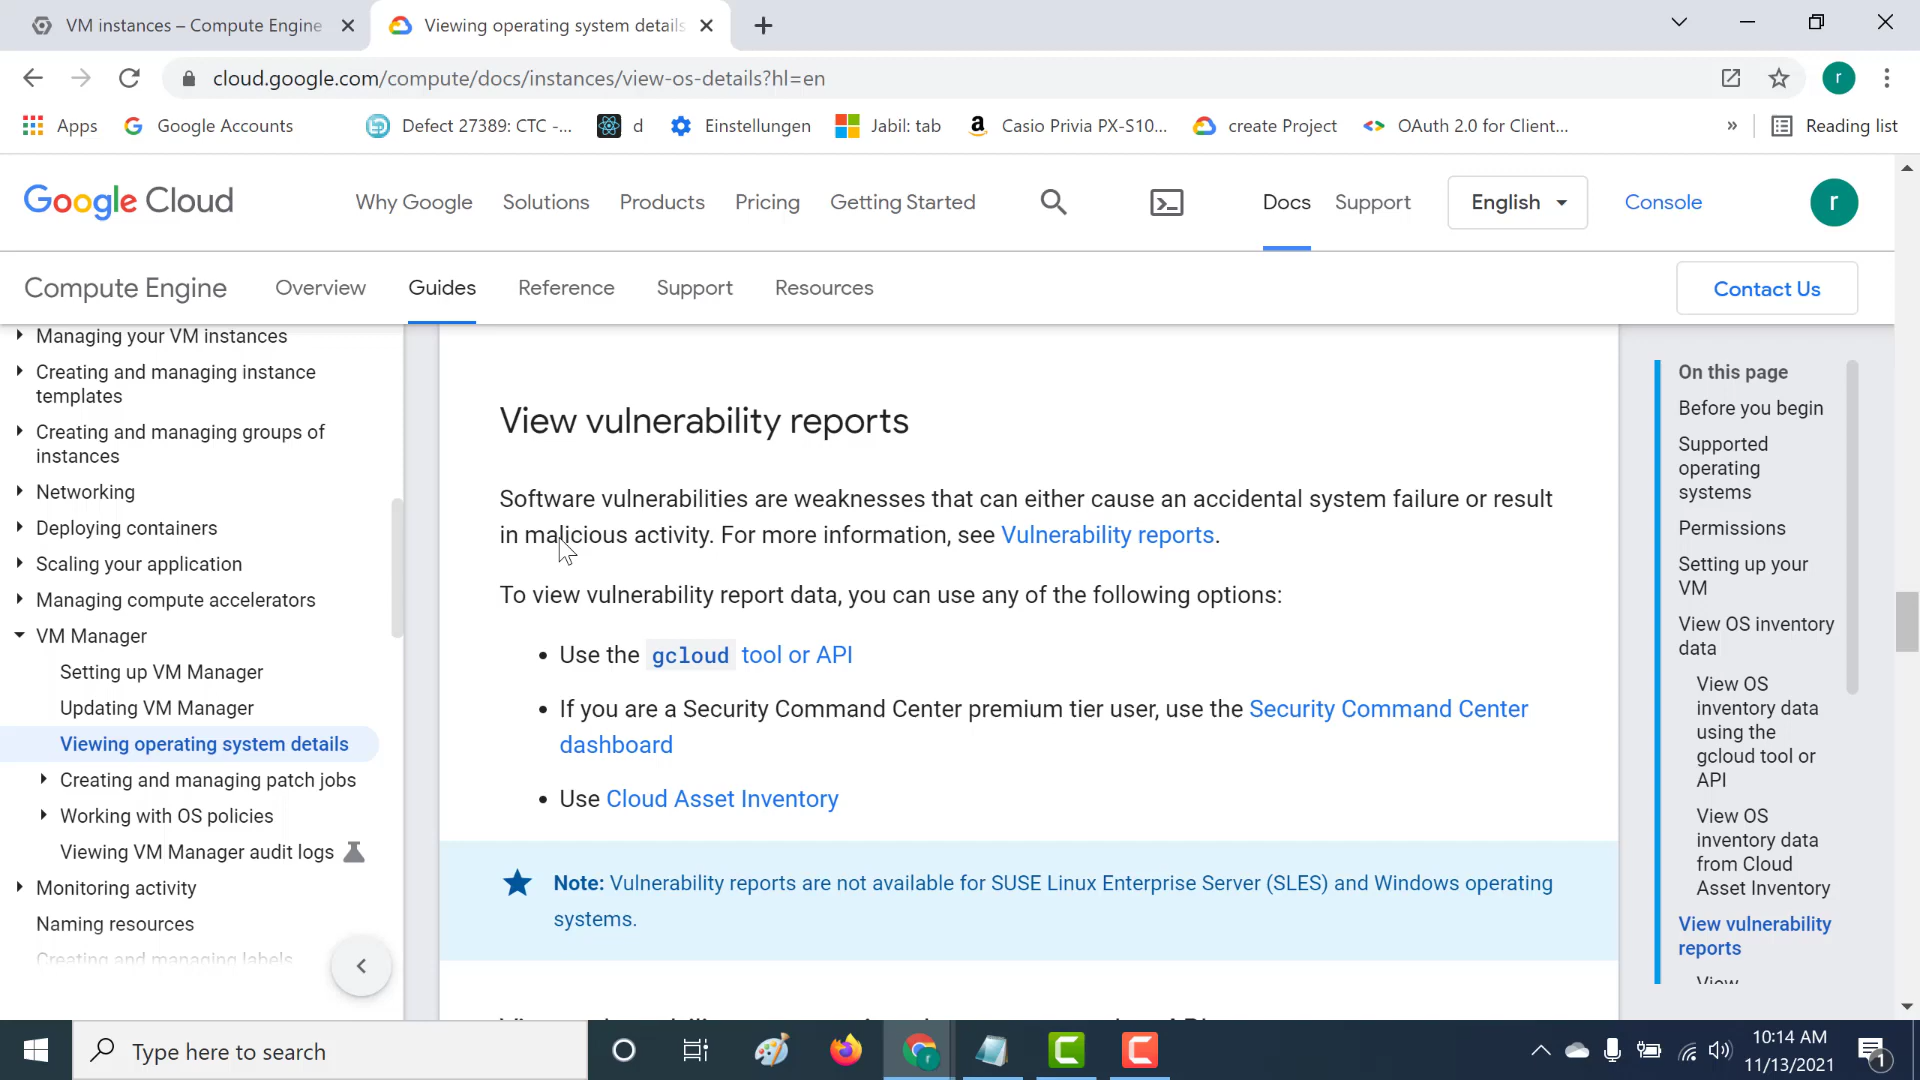 VM instances – Compute Engine
Viewing operating system details
cloud.google.com/compute/docs/instances/view-os-details?hl=en
r
Apps
Google Accounts
Defect 27389: CTC -...
d
Einstellungen
Jabil: tab
Casio Privia PX-S10...
create Project
OAuth 2.0 for Client...
»
Reading list
Google Cloud
Why Google
Solutions
Products
Pricing
Getting Started
Docs
Support
English
Console
r
Compute Engine
Overview
Guides
Reference
Support
Resources
Contact Us
Managing your VM instances
Creating and managing instance
templates
Creating and managing groups of
instances
Networking
Deploying containers
Scaling your application
Managing compute accelerators
VM Manager
Setting up VM Manager
Updating VM Manager
Viewing operating system details
Creating and managing patch jobs
Working with OS policies
Viewing VM Manager audit logs
Monitoring activity
Naming resources
Creating and managing labels
View vulnerability reports
Software vulnerabilities are weaknesses that can either cause an accidental system failure or result
in malicious activity. For more information, see Vulnerability reports.
To view vulnerability report data, you can use any of the following options:
• Use the gcloud tool or API
• If you are a Security Command Center premium tier user, use the Security Command Center
dashboard
• Use Cloud Asset Inventory
Note: Vulnerability reports are not available for SUSE Linux Enterprise Server (SLES) and Windows operating
systems.
On this page
Before you begin
Supported
operating
systems
Permissions
Setting up your
VM
View OS inventory
data
View OS
inventory data
using the
gcloud tool or
API
View OS
inventory data
from Cloud
Asset Inventory
View vulnerability
reports
View
Type here to search
10:14 AM
11/13/2021
1